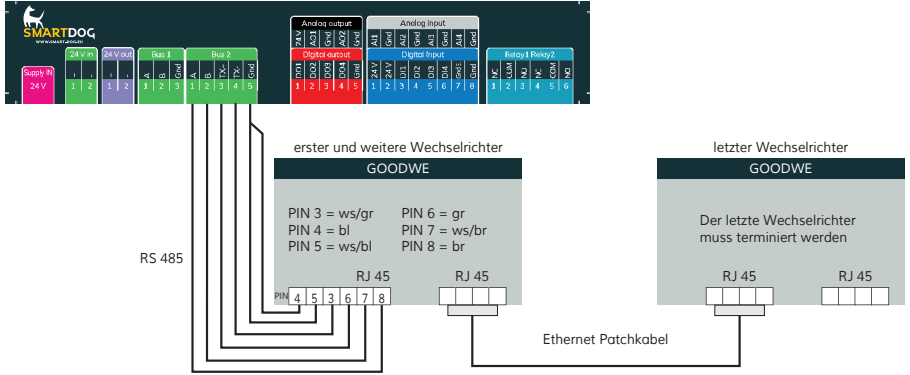 SMARTDOG
WWW.SMART-DOG.EU
Supply IN
24 V
24 V in
+ -
1 2
24 V out
+ -
1 2
Bus 1
A B Gnd
1 2 3
Bus 2
A B TX+ TX- Gnd
1 2 3 4 5
Analog output
24 V AO1 Gnd AO2 Gnd
Digital output
DO1 DO2 DO3 DO4 Gnd
1 2 3 4 5
Analog input
AI1 AI2 Gnd AI3 Gnd AI4 Gnd
Digital Input
24 V 24 V DI1 DI2 DI3 DI4 Gnd
1 2 3 4 5 6 7 8
Relay1 Relay2
NC COM NO NC COM NO
1 2 3 4 5 6
erster und weitere Wechselrichter
GOODWE
PIN 3 = ws/gr PIN 6 = gr
PIN 4 = bl PIN 7 = ws/br
PIN 5 = ws/bl PIN 8 = br
RJ 45 RJ 45
PIN 4 5 3 6 7 8
RS 485
letzter Wechselrichter
GOODWE
Der letzte Wechselrichter
muss terminiert werden
RJ 45 RJ 45
Ethernet Patchkabel